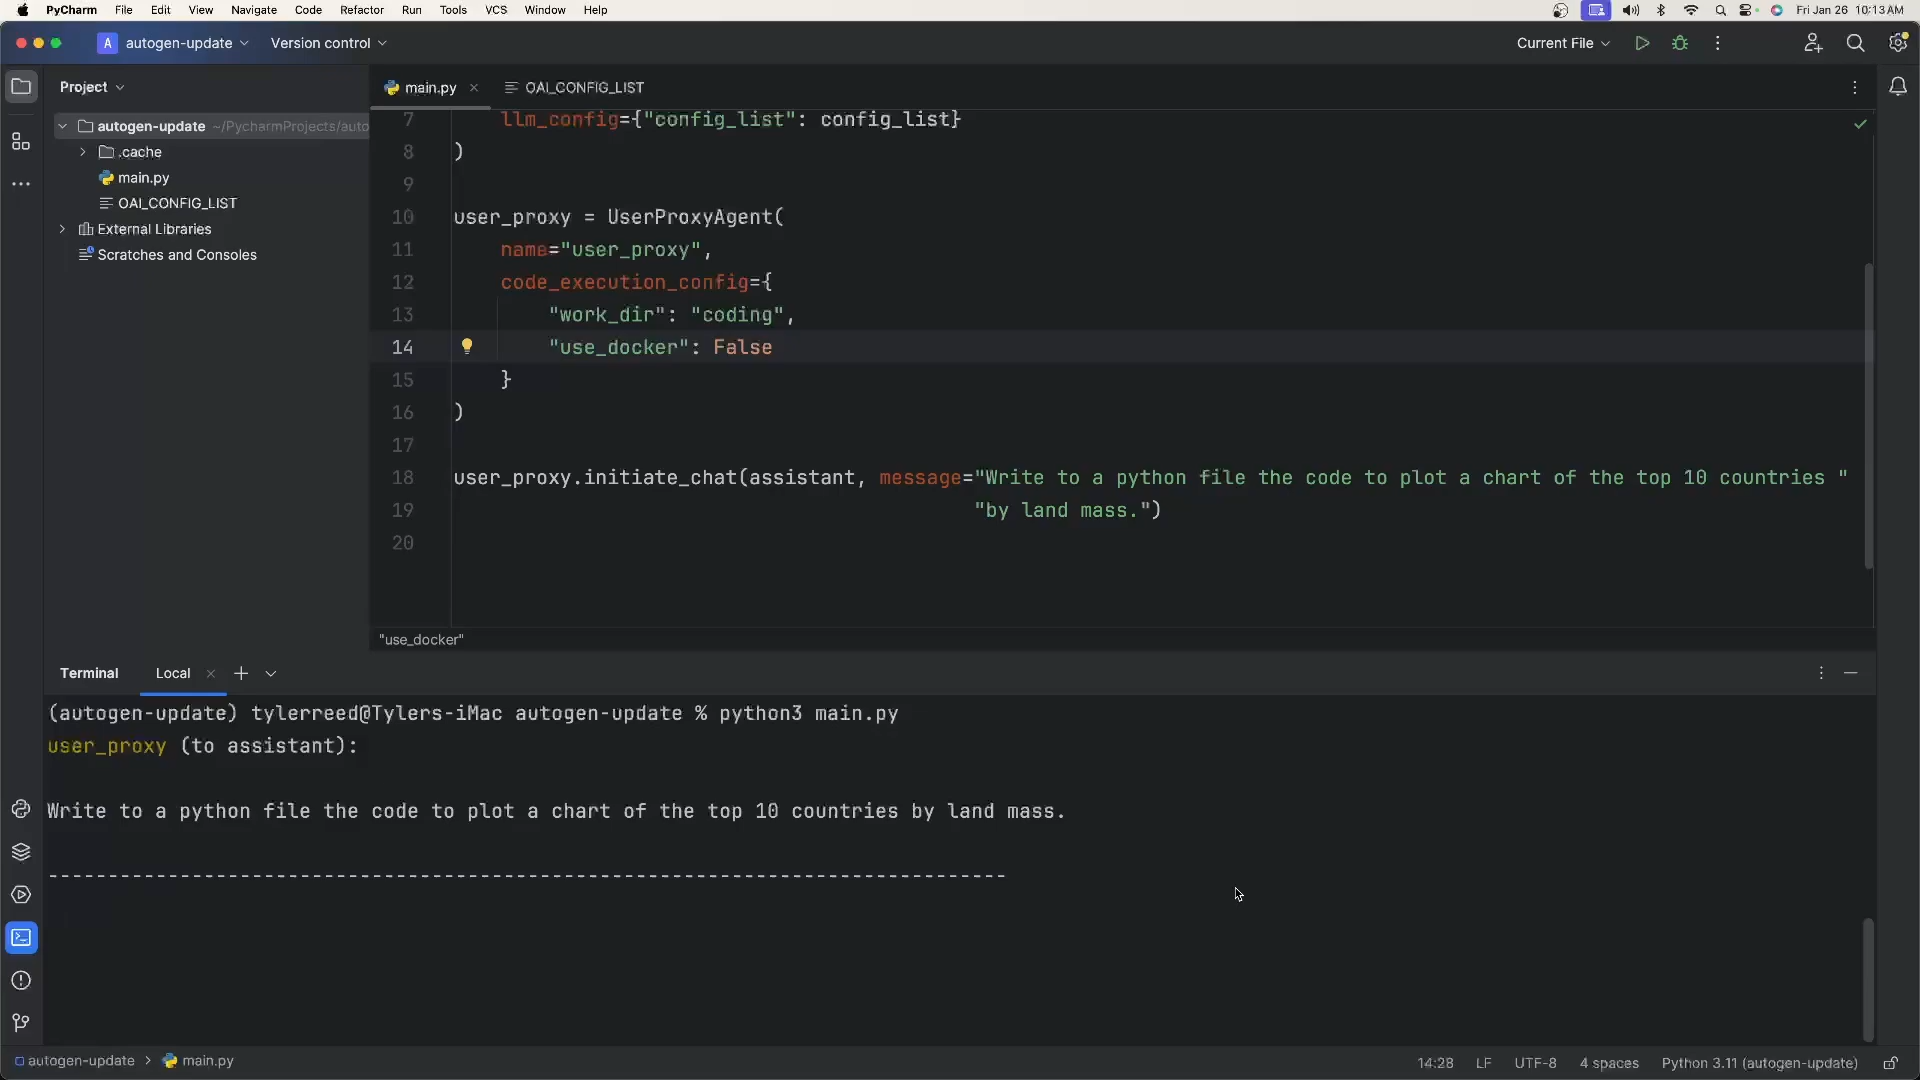 PyCharm File Edit View Navigate Code Refactor Run Tools VCS Window Help Fri Jan 26 10:13 AM
A autogen-update Version control Current File
Project
main.py
OAI_CONFIG_LIST
autogen-update ~/PycharmProjects/auto
.cache
main.py
OAI_CONFIG_LIST
External Libraries
Scratches and Consoles
7 llm_config={"config_list": config_list}
8 )
9
10 user_proxy = UserProxyAgent(
11 name="user_proxy",
12 code_execution_config={
13 "work_dir": "coding",
14 "use_docker": False
15 }
16 )
17
18 user_proxy.initiate_chat(assistant, message="Write to a python file the code to plot a chart of the top 10 countries "
19 "by land mass.")
20
"use_docker"
Terminal Local
(autogen-update) tylerreed@Tylers-iMac autogen-update % python3 main.py
user_proxy (to assistant):
Write to a python file the code to plot a chart of the top 10 countries by land mass.
--------------------------------------------------------------------------------
autogen-update > main.py 14:28 LF UTF-8 4 spaces Python 3.11 (autogen-update)